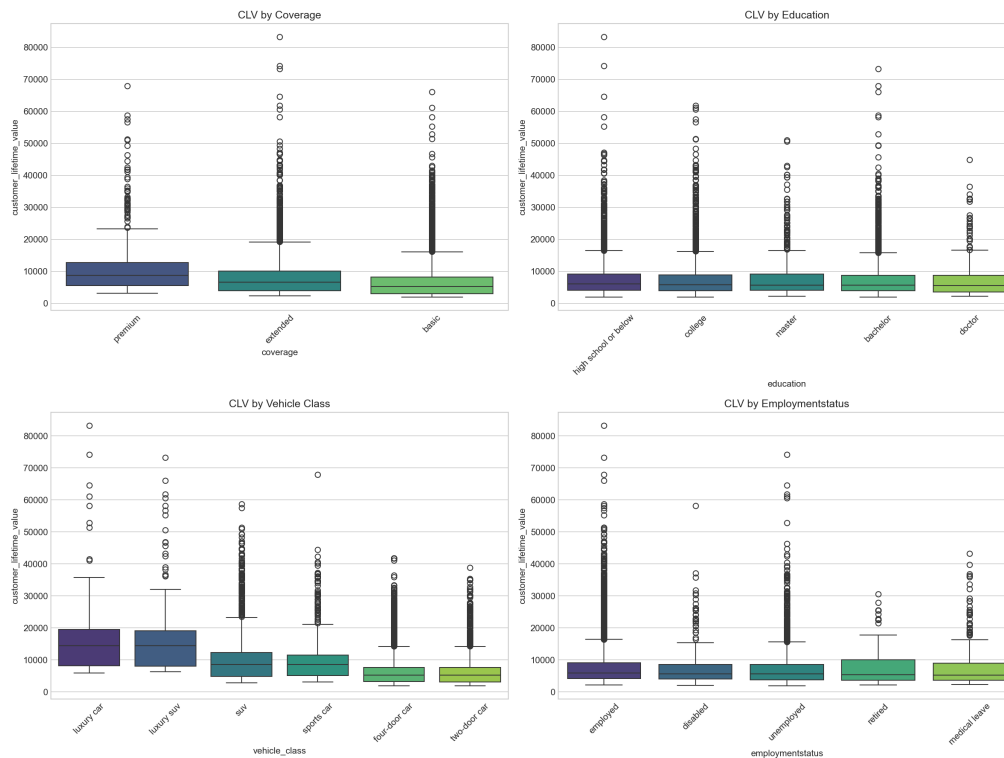 CLV by Coverage
customer_lifetime_value
80000
70000
60000
50000
40000
30000
20000
10000
0
premium
extended
basic
coverage
CLV by Education
customer_lifetime_value
80000
70000
60000
50000
40000
30000
20000
10000
0
high school or below
college
master
bachelor
doctor
education
CLV by Vehicle Class
customer_lifetime_value
80000
70000
60000
50000
40000
30000
20000
10000
0
luxury car
luxury suv
suv
sports car
four-door car
two-door car
vehicle_class
CLV by Employmentstatus
customer_lifetime_value
80000
70000
60000
50000
40000
30000
20000
10000
0
employed
disabled
unemployed
retired
medical leave
employmentstatus